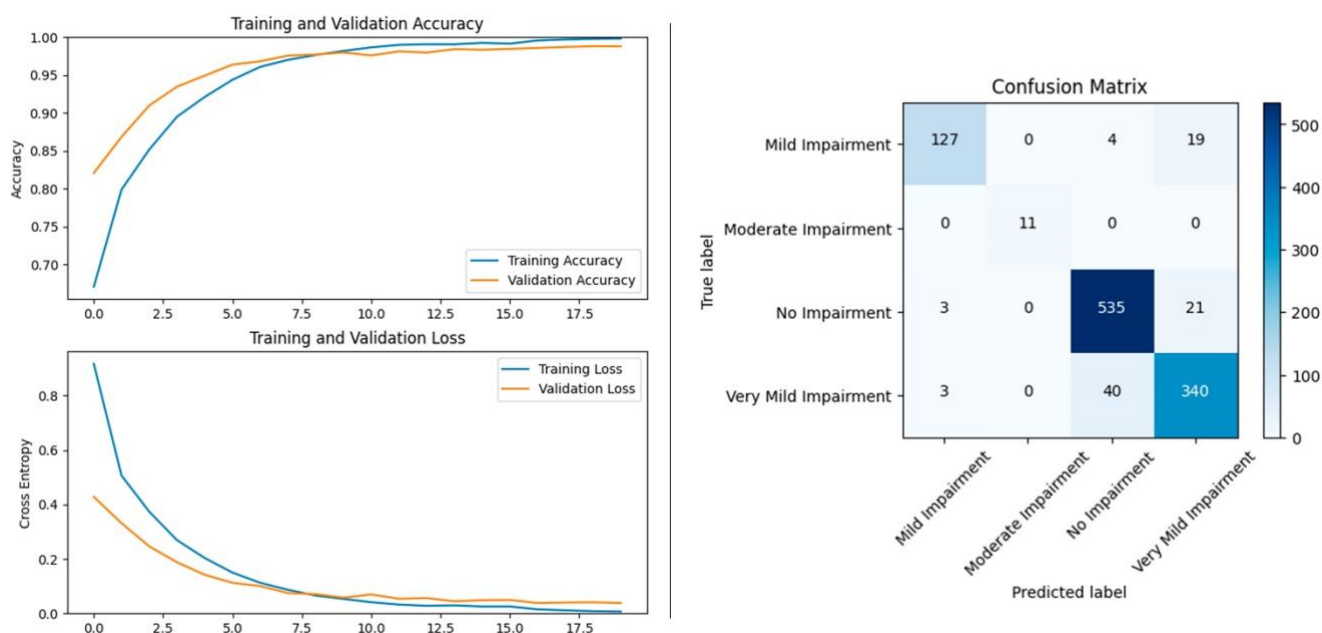 Training and Validation Accuracy
1.00
0.95
0.90
0.85
0.80
0.75
0.70
Accuracy
Training Accuracy
Validation Accuracy
0.0 2.5 5.0 7.5 10.0 12.5 15.0 17.5
Training and Validation Loss
0.8
0.6
0.4
0.2
0.0
Cross Entropy
Training Loss
Validation Loss
0.0 2.5 5.0 7.5 10.0 12.5 15.0 17.5
Confusion Matrix
True label
Mild Impairment 127 0 4 19
Moderate Impairment 0 11 0 0
No Impairment 3 0 535 21
Very Mild Impairment 3 0 40 340
Mild Impairment
Moderate Impairment
No Impairment
Very Mild Impairment
Predicted label
500
400
300
200
100
0